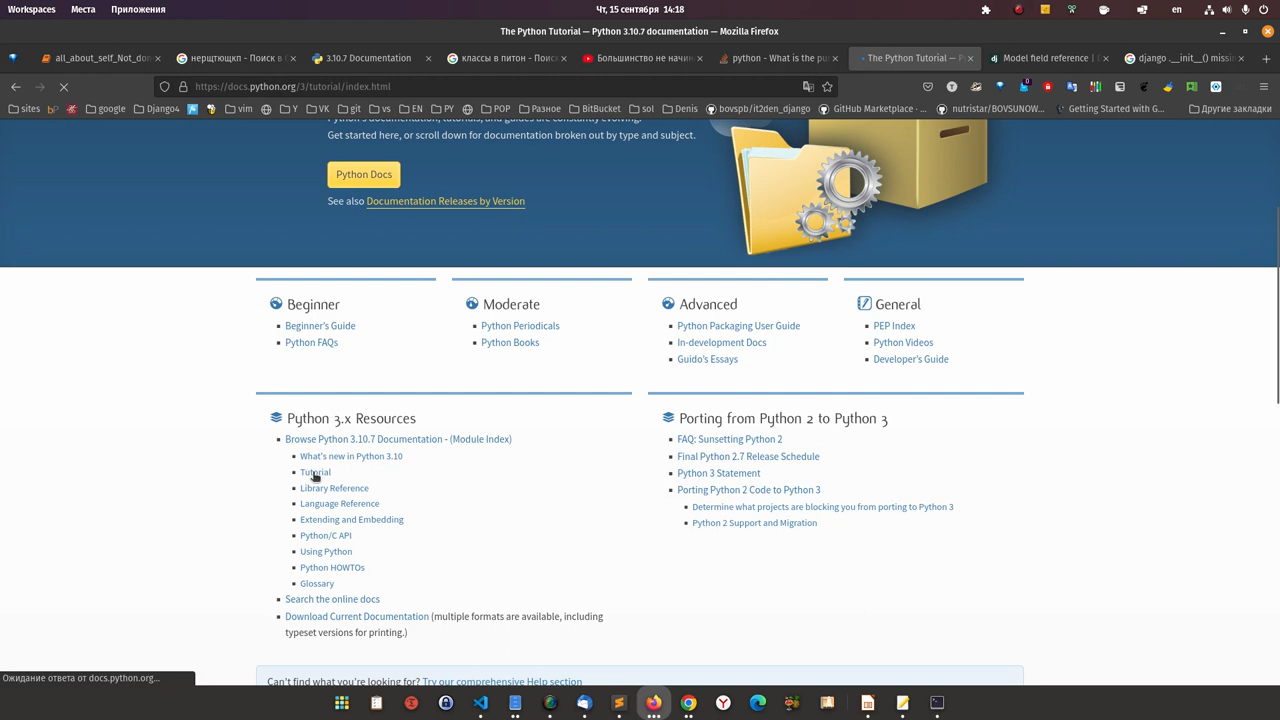 Workspaces Места Приложения Чт, 15 сентября 14:18 en
The Python Tutorial — Python 3.10.7 documentation — Mozilla Firefox
all_about_self_Not_don нерщтщкпп - Поиск в 3.10.7 Documentation классы в питон - Поис Большинство не начин python - What is the pu The Python Tutorial — P Model field reference | D django .__init__() missi
https://docs.python.org/3/tutorial/index.html
sites bp google Django4 vim Y VK git vs EN PY POP Разное BitBucket sol Denis bovspb/it2den_django GitHub Marketplace · ... nutristar/BOVSUNOW... Getting Started with G... Другие закладки
Python's documentation, tutorials, and guides are constantly evolving.
Get started here, or scroll down for documentation broken out by type and subject.
Python Docs
See also Documentation Releases by Version
Beginner
Beginner's Guide
Python FAQs
Moderate
Python Periodicals
Python Books
Advanced
Python Packaging User Guide
In-development Docs
Guido's Essays
General
PEP Index
Python Videos
Developer's Guide
Python 3.x Resources
Browse Python 3.10.7 Documentation - (Module Index)
What's new in Python 3.10
Tutorial
Library Reference
Language Reference
Extending and Embedding
Python/C API
Using Python
Python HOWTOs
Glossary
Search the online docs
Download Current Documentation (multiple formats are available, including
typeset versions for printing.)
Porting from Python 2 to Python 3
FAQ: Sunsetting Python 2
Final Python 2.7 Release Schedule
Python 3 Statement
Porting Python 2 Code to Python 3
Determine what projects are blocking you from porting to Python 3
Python 2 Support and Migration
Can't find what you're looking for? Try our comprehensive Help section
Ожидание ответа от docs.python.org...